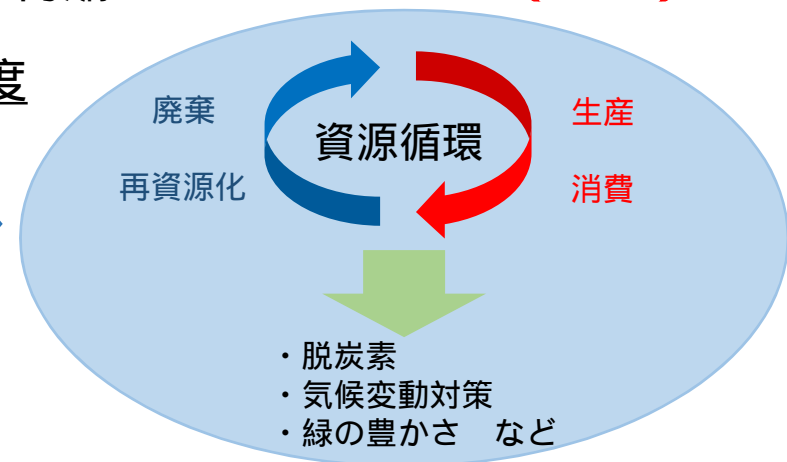 度
廃棄
生産
資源循環
再資源化
消費
・脱炭素
・気候変動対策
・緑の豊かさ　など